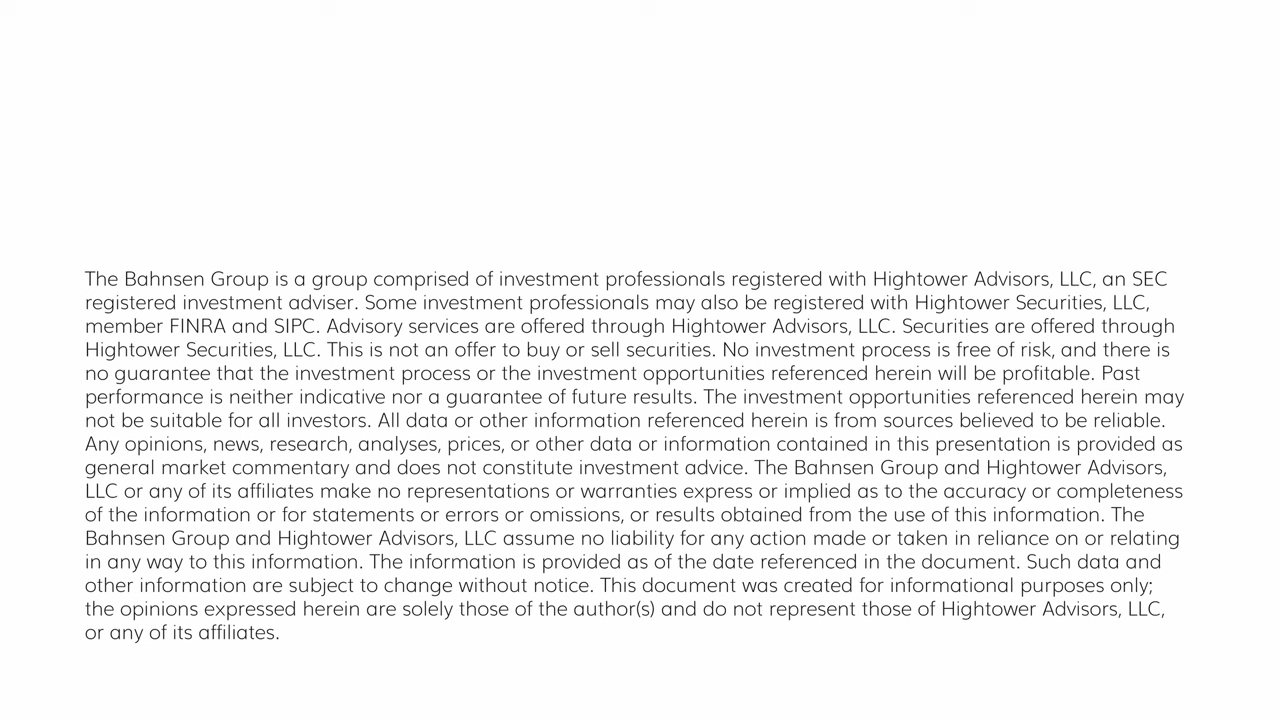 The Bahnsen Group is a group comprised of investment professionals registered with Hightower Advisors, LLC, an SEC
registered investment adviser. Some investment professionals may also be registered with Hightower Securities, LLC,
member FINRA and SIPC. Advisory services are offered through Hightower Advisors, LLC. Securities are offered through
Hightower Securities, LLC. This is not an offer to buy or sell securities. No investment process is free of risk, and there is
no guarantee that the investment process or the investment opportunities referenced herein will be profitable. Past
performance is neither indicative nor a guarantee of future results. The investment opportunities referenced herein may
not be suitable for all investors. All data or other information referenced herein is from sources believed to be reliable.
Any opinions, news, research, analyses, prices, or other data or information contained in this presentation is provided as
general market commentary and does not constitute investment advice. The Bahnsen Group and Hightower Advisors,
LLC or any of its affiliates make no representations or warranties express or implied as to the accuracy or completeness
of the information or for statements or errors or omissions, or results obtained from the use of this information. The
Bahnsen Group and Hightower Advisors, LLC assume no liability for any action made or taken in reliance on or relating
in any way to this information. The information is provided as of the date referenced in the document. Such data and
other information are subject to change without notice. This document was created for informational purposes only;
the opinions expressed herein are solely those of the author(s) and do not represent those of Hightower Advisors, LLC,
or any of its affiliates.